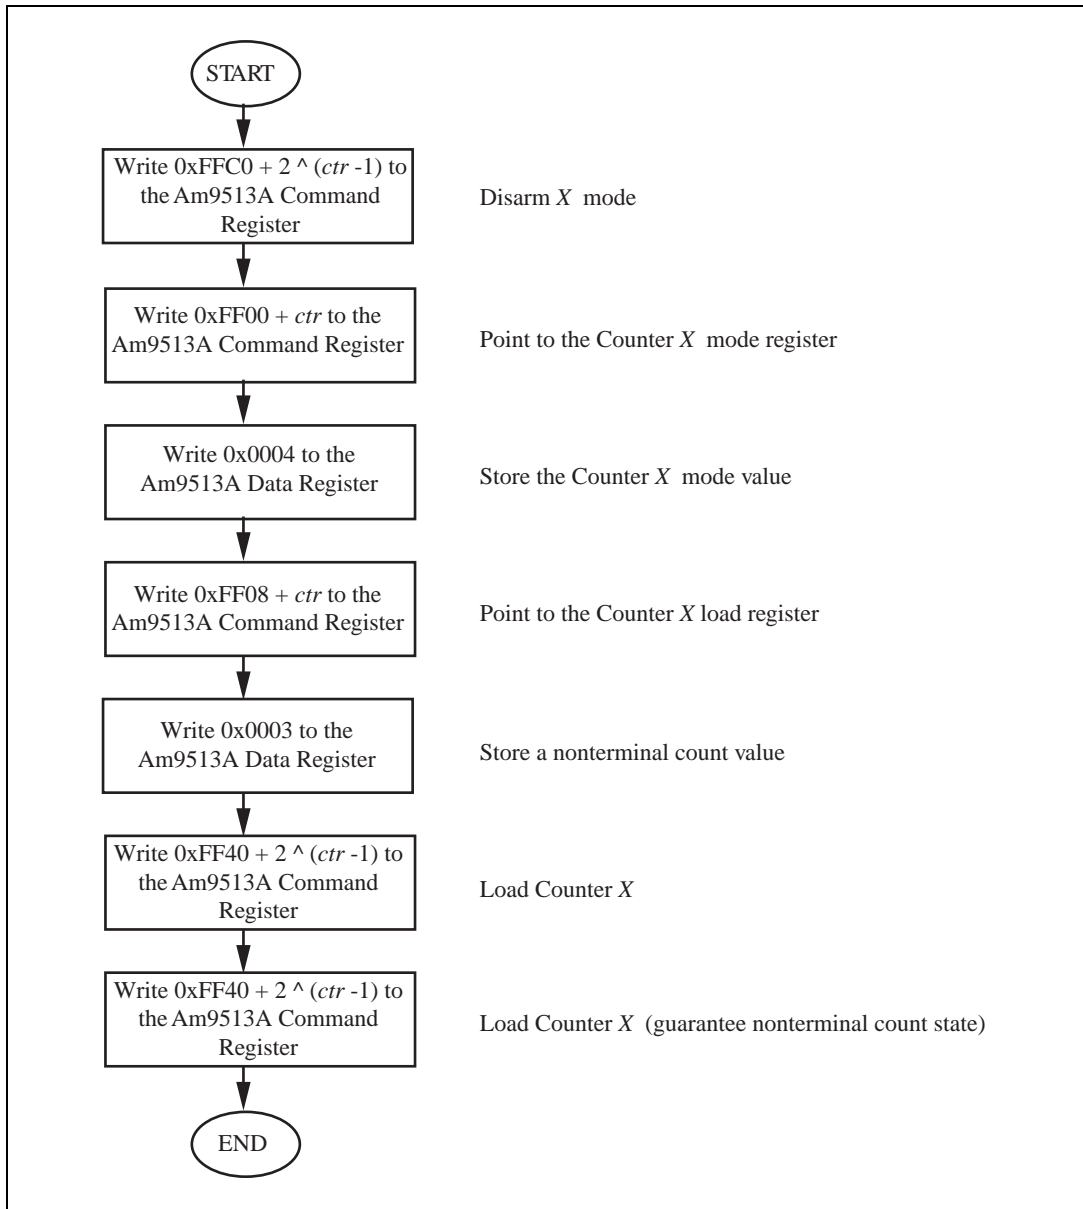 START
Write 0xFFC0 + 2 ^ (ctr -1) to
the Am9513A Command
Register
Disarm X mode
Write 0xFF00 + ctr to the
Am9513A Command Register
Point to the Counter X mode register
Write 0x0004 to the
Am9513A Data Register
Store the Counter X mode value
Write 0xFF08 + ctr to the
Am9513A Command Register
Point to the Counter X load register
Write 0x0003 to the
Am9513A Data Register
Store a nonterminal count value
Write 0xFF40 + 2 ^ (ctr -1) to
the Am9513A Command
Register
Load Counter X
Write 0xFF40 + 2 ^ (ctr -1) to
the Am9513A Command
Register
Load Counter X (guarantee nonterminal count state)
END